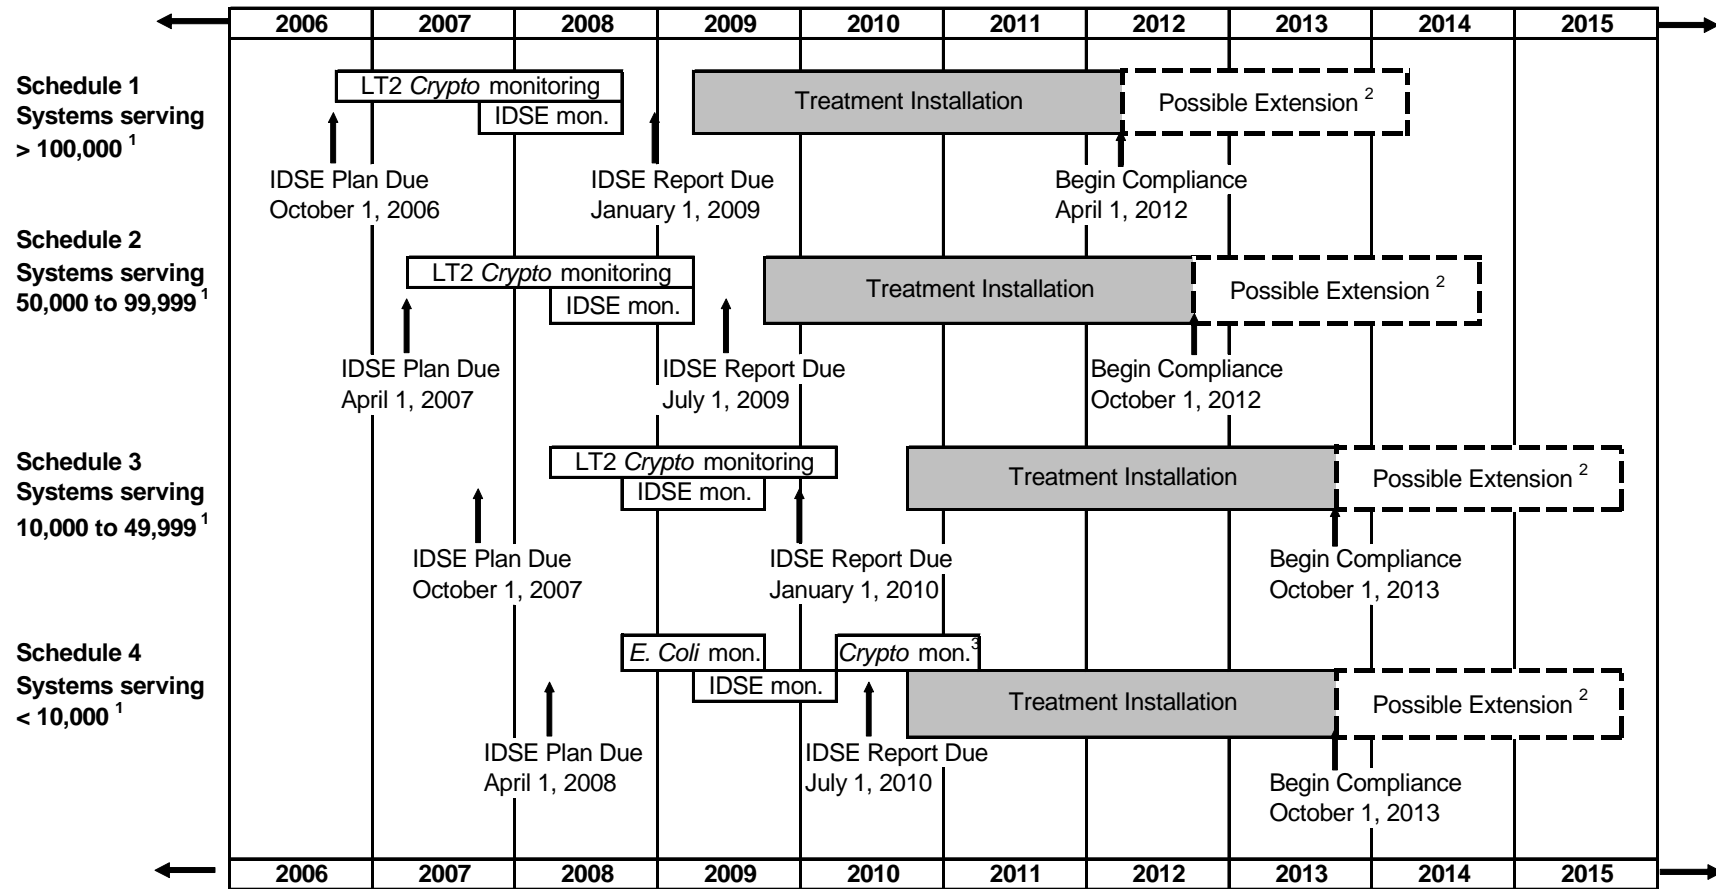 2006 2007 2008 2009 2010 2011 2012 2013 2014 2015
Schedule 1
Systems serving
> 100,000 1
LT2 Crypto monitoring
IDSE mon.
Treatment Installation
Possible Extension 2
IDSE Plan Due
October 1, 2006
IDSE Report Due
January 1, 2009
Begin Compliance
April 1, 2012
Schedule 2
Systems serving
50,000 to 99,999 1
LT2 Crypto monitoring
IDSE mon.
Treatment Installation
Possible Extension 2
IDSE Plan Due
April 1, 2007
IDSE Report Due
July 1, 2009
Begin Compliance
October 1, 2012
Schedule 3
Systems serving
10,000 to 49,999 1
LT2 Crypto monitoring
IDSE mon.
Treatment Installation
Possible Extension 2
IDSE Plan Due
October 1, 2007
IDSE Report Due
January 1, 2010
Begin Compliance
October 1, 2013
Schedule 4
Systems serving
< 10,000 1
E. Coli mon.
IDSE mon.
Crypto mon.3
Treatment Installation
Possible Extension 2
IDSE Plan Due
April 1, 2008
IDSE Report Due
July 1, 2010
Begin Compliance
October 1, 2013
2006 2007 2008 2009 2010 2011 2012 2013 2014 2015